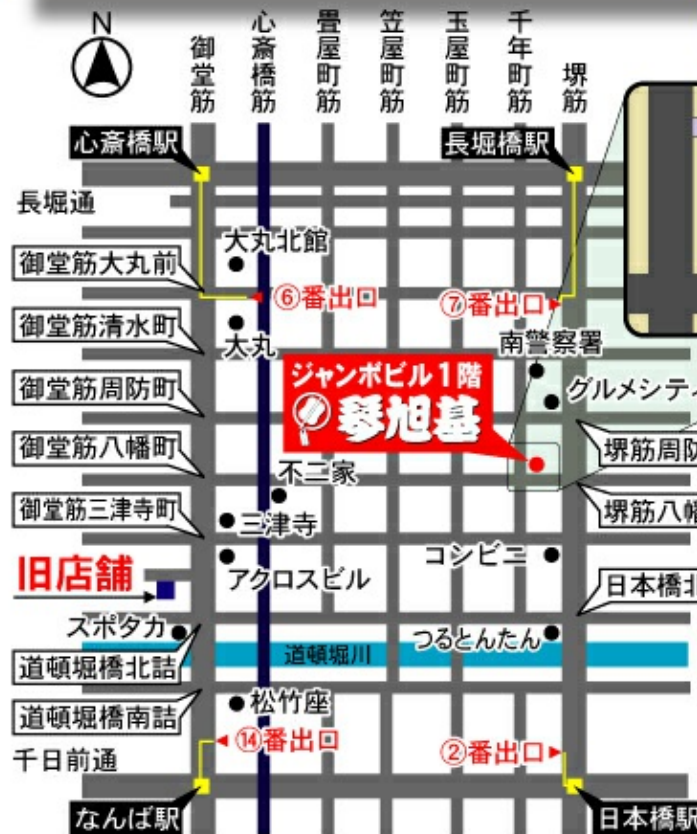 N
御堂筋
心斎橋筋
畳屋町筋
笠屋町筋
玉屋町筋
千年町筋
堺筋
心斎橋駅
長堀橋駅
長堀通
大丸北館
御堂筋大丸前
⑥番出口
⑦番出口
御堂筋清水町
大丸
南警察署
ジャンボビル1階
琴旭基
グルメシティ
御堂筋周防町
堺筋周防
御堂筋八幡町
不二家
堺筋八幡
御堂筋三津寺町
三津寺
旧店舗
アクロスビル
コンビニ
日本橋北
スポタカ
つるとんたん
道頓堀橋北詰
道頓堀川
道頓堀橋南詰
松竹座
⑭番出口
②番出口
千日前通
なんば駅
日本橋駅